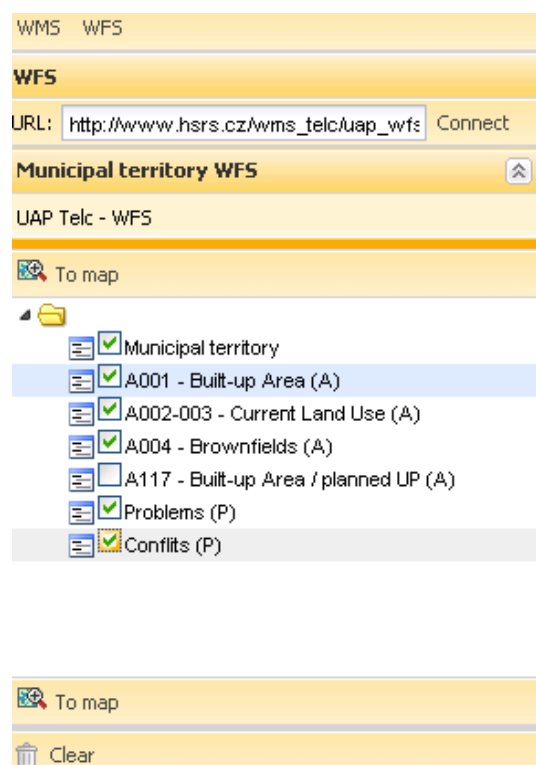 WMS WFS
WFS
URL: http://www.hsrs.cz/wms_telc/uap_wfs Connect
Municipal territory WFS
UAP Telc - WFS
To map
Municipal territory
A001 - Built-up Area (A)
A002-003 - Current Land Use (A)
A004 - Brownfields (A)
A117 - Built-up Area / planned UP (A)
Problems (P)
Conflits (P)
To map
Clear